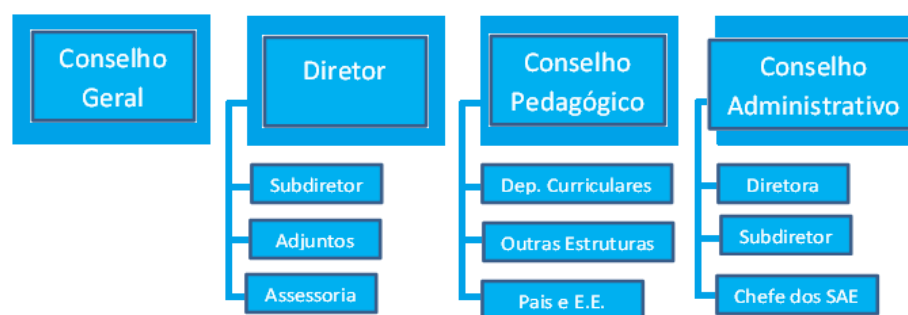 Conselho
Geral
Diretor
Subdiretor
Adjuntos
Assessoria
Conselho
Pedagógico
Dep. Curriculares
Outras Estruturas
Pais e E.E.
Conselho
Administrativo
Diretora
Subdiretor
Chefe dos SAE